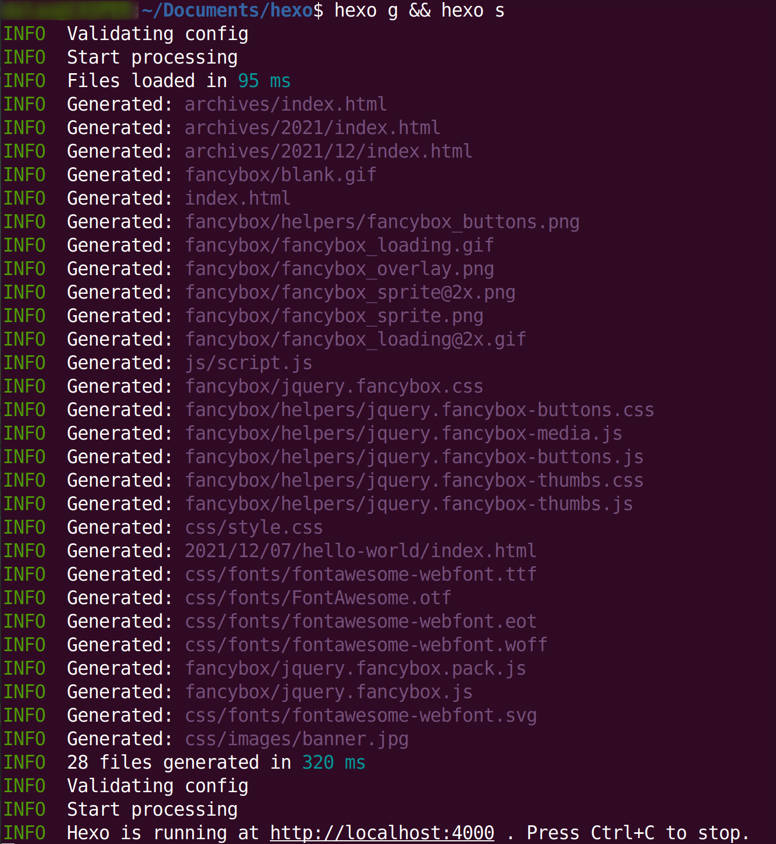 ~/Documents/hexo$ hexo g && hexo s
INFO  Validating config
INFO  Start processing
INFO  Files loaded in 95 ms
INFO  Generated: archives/index.html
INFO  Generated: archives/2021/index.html
INFO  Generated: archives/2021/12/index.html
INFO  Generated: fancybox/blank.gif
INFO  Generated: index.html
INFO  Generated: fancybox/helpers/fancybox_buttons.png
INFO  Generated: fancybox/fancybox_loading.gif
INFO  Generated: fancybox/fancybox_overlay.png
INFO  Generated: fancybox/fancybox_sprite@2x.png
INFO  Generated: fancybox/fancybox_sprite.png
INFO  Generated: fancybox/fancybox_loading@2x.gif
INFO  Generated: js/script.js
INFO  Generated: fancybox/jquery.fancybox.css
INFO  Generated: fancybox/helpers/jquery.fancybox-buttons.css
INFO  Generated: fancybox/helpers/jquery.fancybox-media.js
INFO  Generated: fancybox/helpers/jquery.fancybox-buttons.js
INFO  Generated: fancybox/helpers/jquery.fancybox-thumbs.css
INFO  Generated: fancybox/helpers/jquery.fancybox-thumbs.js
INFO  Generated: css/style.css
INFO  Generated: 2021/12/07/hello-world/index.html
INFO  Generated: css/fonts/fontawesome-webfont.ttf
INFO  Generated: css/fonts/FontAwesome.otf
INFO  Generated: css/fonts/fontawesome-webfont.eot
INFO  Generated: css/fonts/fontawesome-webfont.woff
INFO  Generated: fancybox/jquery.fancybox.pack.js
INFO  Generated: fancybox/jquery.fancybox.js
INFO  Generated: css/fonts/fontawesome-webfont.svg
INFO  Generated: css/images/banner.jpg
INFO  28 files generated in 320 ms
INFO  Validating config
INFO  Start processing
INFO  Hexo is running at http://localhost:4000 . Press Ctrl+C to stop.